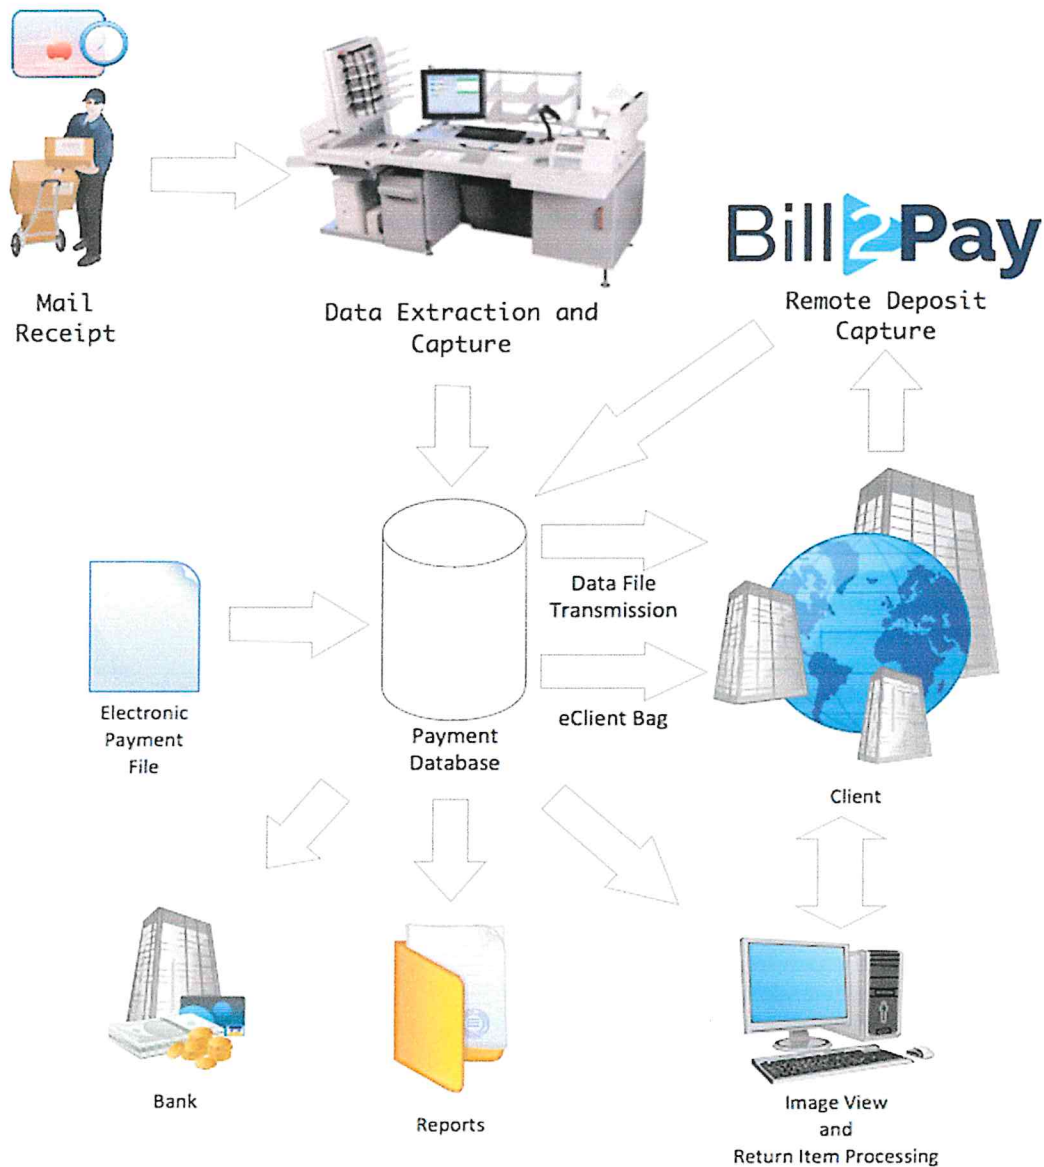 Bill2Pay
Mail
Receipt
Data Extraction and
Capture
Remote Deposit
Capture
Data File
Transmission
eClient Bag
Electronic
Payment
File
Payment
Database
Client
Bank
Reports
Image View
and
Return Item Processing